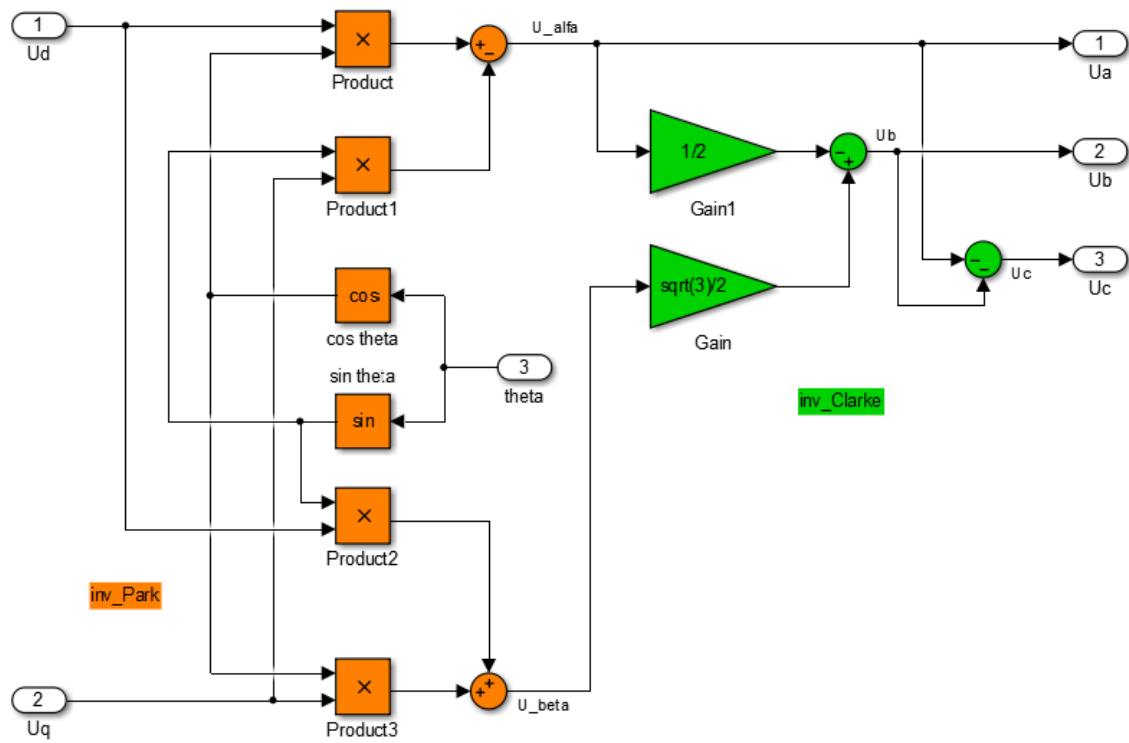 1
Ud
×
Product
+
-
U_alfa
1
Ua
×
Product1
1/2
Gain1
-
+
Ub
2
Ub
cos
cos theta
sqrt(3)/2
Gain
-
-
Uc
3
Uc
sin theta
sin
3
theta
inv_Clarke
×
Product2
inv_Park
2
Uq
×
Product3
+
+
U_beta